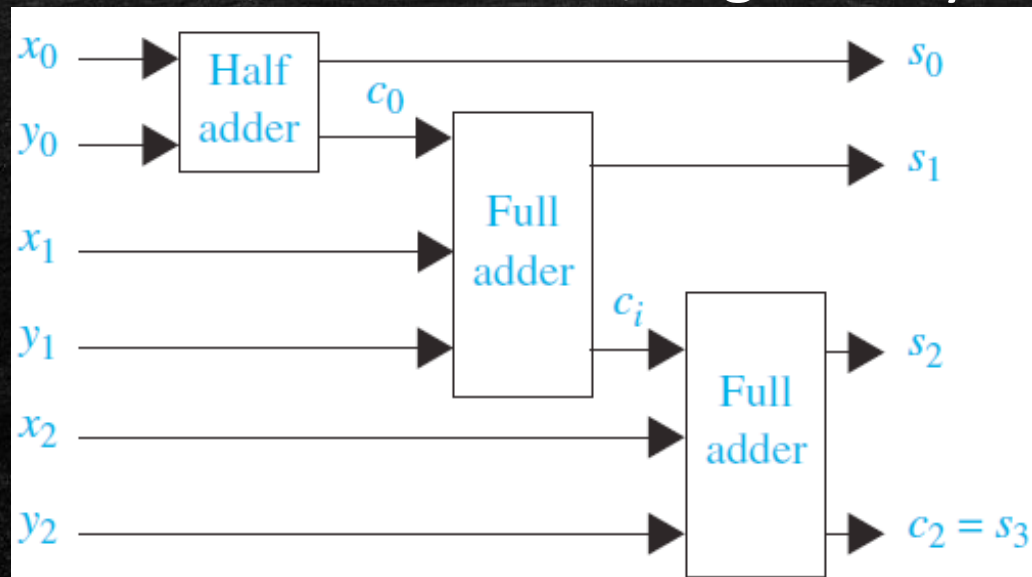 x₀
Half
adder
s₀
c₀
y₀
s₁
x₁
Full
adder
y₁
cᵢ
s₂
x₂
Full
adder
y₂
c₂ = s₃